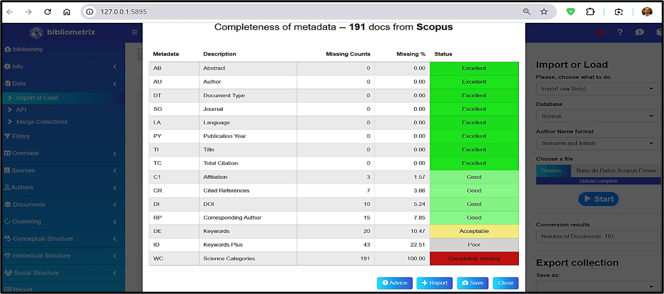 127.0.0.1:5895
Completeness of metadata -- 191 docs from Scopus
bibliometrix
biblioshiny
Info
Data
Import or Load
API
Merge Collections
Filters
Overview
Sources
Authors
Documents
Clustering
Conceptual Structure
Intellectual Structure
Social Structure
Report
Metadata Description Missing Counts Missing % Status
AB Abstract 0 0.00 Excellent
AU Author 0 0.00 Excellent
DT Document Type 0 0.00 Excellent
SO Journal 0 0.00 Excellent
LA Language 0 0.00 Excellent
PY Publication Year 0 0.00 Excellent
TI Title 0 0.00 Excellent
TC Total Citation 0 0.00 Excellent
C1 Affiliation 3 1.57 Good
CR Cited References 7 3.66 Good
DI DOI 10 5.24 Good
RP Corresponding Author 15 7.85 Good
DE Keywords 20 10.47 Acceptable
ID Keywords Plus 43 22.51 Poor
WC Science Categories 191 100.00 Completely missing
Advice Report Save Close
Import or Load
Please, choose what to do
Import raw file(s)
Database
Scopus
Author Name format
Surname and Initials
Choose a file
Browse... Base de Datos Scopus
Upload complete
Start
Conversion results
Number of Documents 191
Export collection
Save as: